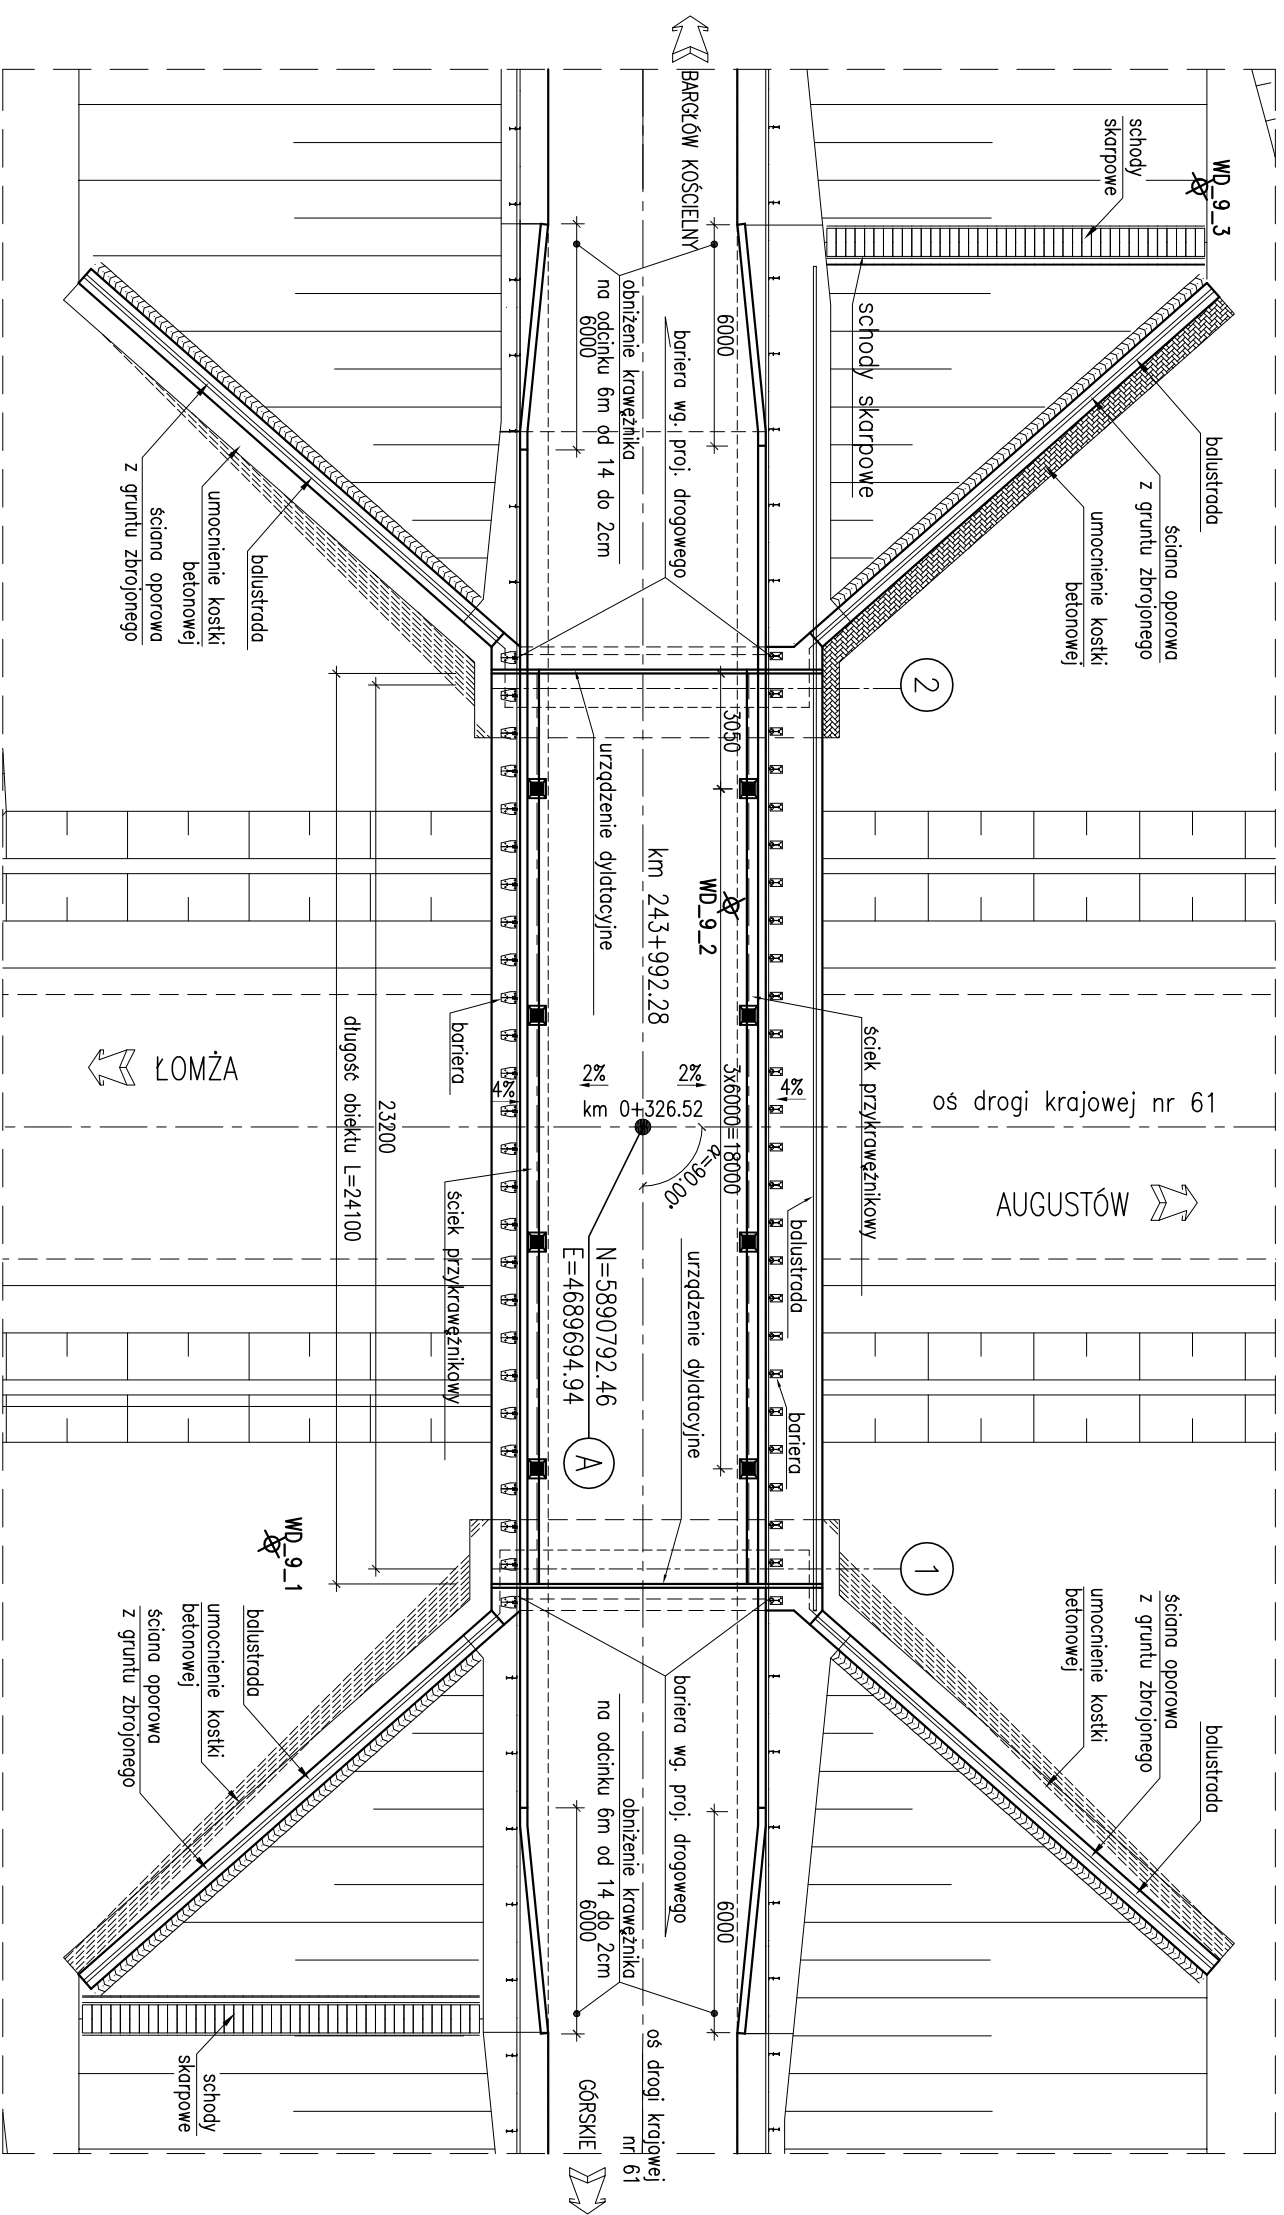 BARGŁÓW KOŚCIELNY
schody
skarpowe
WD_9_3
schody skarpowe
6000
obniżenie krawężnika
na odcinku 6m od 14 do 2cm
6000
bariera wg. proj. drogowego
balustrada
ściana oporowa
z gruntu zbrojonego
umocnienie kostki
betonowej
balustrada
umocnienie kostki
betonowej
ściana oporowa
z gruntu zbrojonego
2
3050
urządzenie dylatacyjne
km 243+992.28
WD_9_2
3x6000=18000
ściek przykrawężnikowy
bariera
długość obiektu L=24100
23200
ŁOMŻA
4%
2%
2%
4%
km 0+326.52
oś drogi krajowej nr 61
AUGUSTÓW
α=90.00.
balustrada
ściek przykrawężnikowy
N=5890792.46
E=4689694.94
A
urządzenie dylatacyjne
bariera
1
WD_9_1
balustrada
umocnienie kostki
betonowej
ściana oporowa
z gruntu zbrojonego
ściana oporowa
z gruntu zbrojonego
umocnienie kostki
betonowej
balustrada
bariera wg. proj. drogowego
obniżenie krawężnika
na odcinku 6m od 14 do 2cm
6000
6000
schody
skarpowe
oś drogi krajowej
nr 61
GÓRSKIE